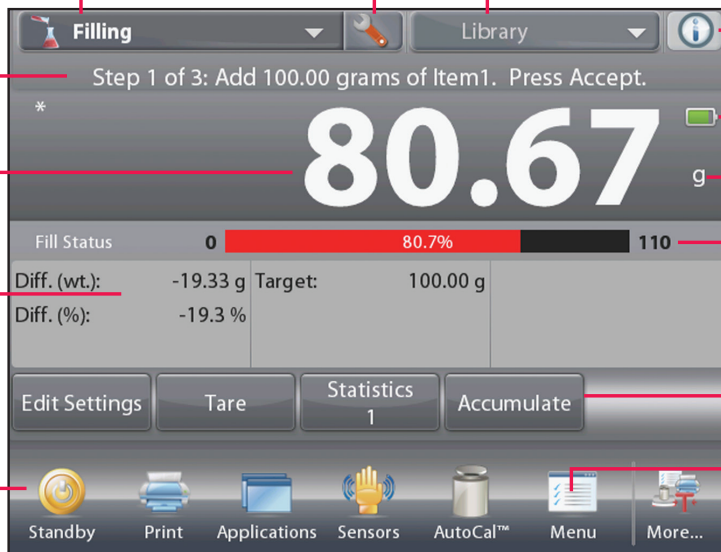 Filling
Library
Step 1 of 3: Add 100.00 grams of Item1. Press Accept.
*
80.67
g
Fill Status 0 80.7% 110
Diff. (wt.): -19.33 g Target: 100.00 g
Diff. (%): -19.3 %
Edit Settings
Tare
Statistics
1
Accumulate
Standby
Print
Applications
Sensors
AutoCal™
Menu
More...